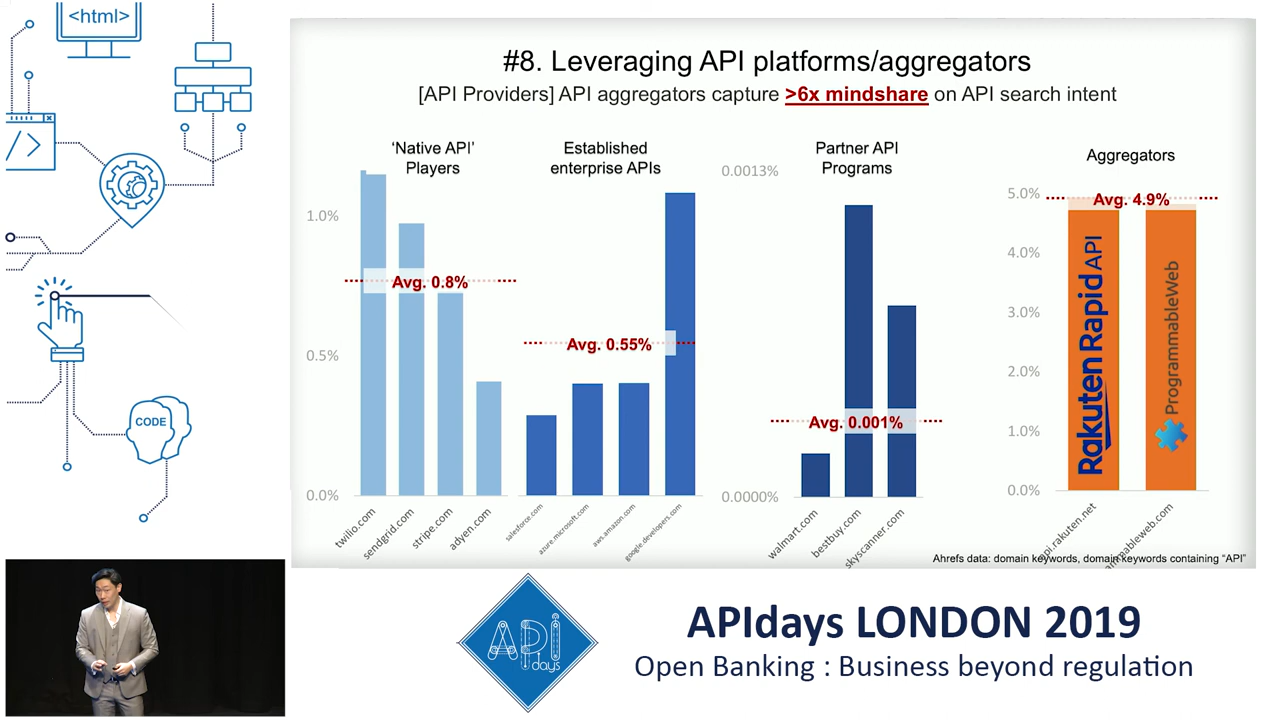 <html>
</>
CODE
#8. Leveraging API platforms/aggregators
[API Providers] API aggregators capture >6x mindshare on API search intent
'Native API'
Players
1.0%
0.5%
0.0%
Avg. 0.8%
twilio.com
sendgrid.com
stripe.com
adyen.com
Established
enterprise APIs
Avg. 0.55%
salesforce.com
azure.microsoft.com
aws.amazon.com
google.developers.com
Partner API
Programs
0.0013%
0.0000%
Avg. 0.001%
walmart.com
bestbuy.com
skyscanner.com
Aggregators
5.0%
4.0%
3.0%
2.0%
1.0%
0.0%
Avg. 4.9%
Rakuten RapidAPI
ProgrammableWeb
api.rakuten.net
Ahrefs data: domain keywords, domain keywords containing "API"
API
days
APIdays LONDON 2019
Open Banking : Business beyond regulation